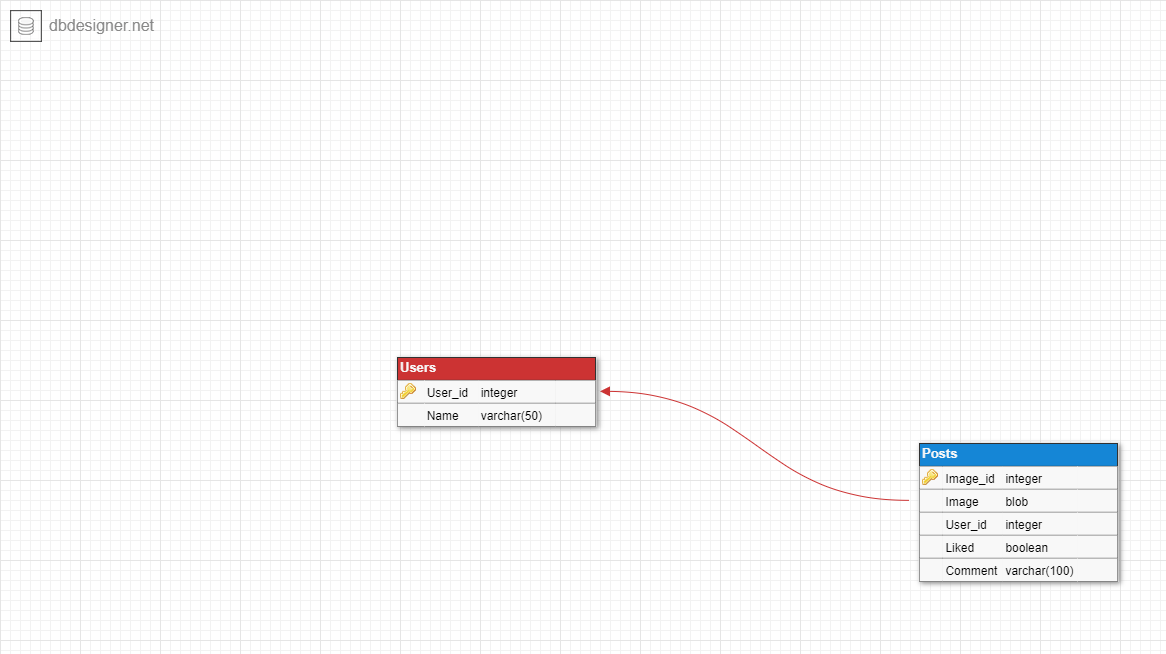 dbdesigner.net
Users
User_id integer
Name varchar(50)
Posts
Image_id integer
Image blob
User_id integer
Liked boolean
Comment varchar(100)